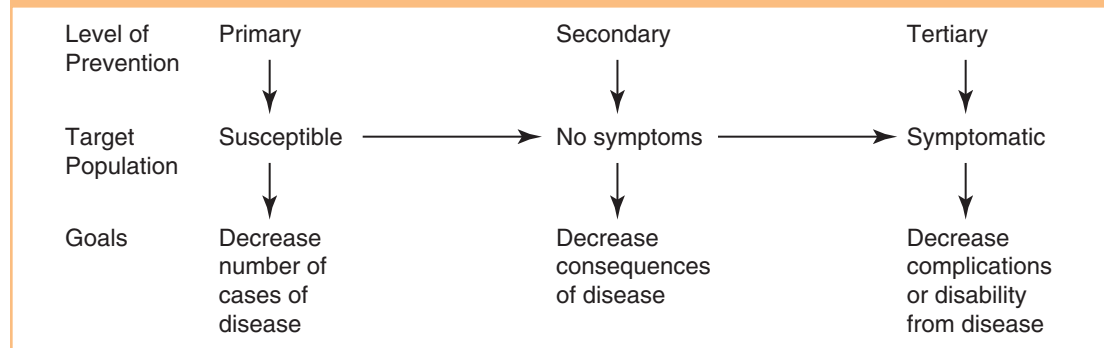 Level of Prevention
Primary
Secondary
Tertiary
Target Population
Susceptible
No symptoms
Symptomatic
Goals
Decrease
number of
cases of
disease
Decrease
consequences
of disease
Decrease
complications
or disability
from disease